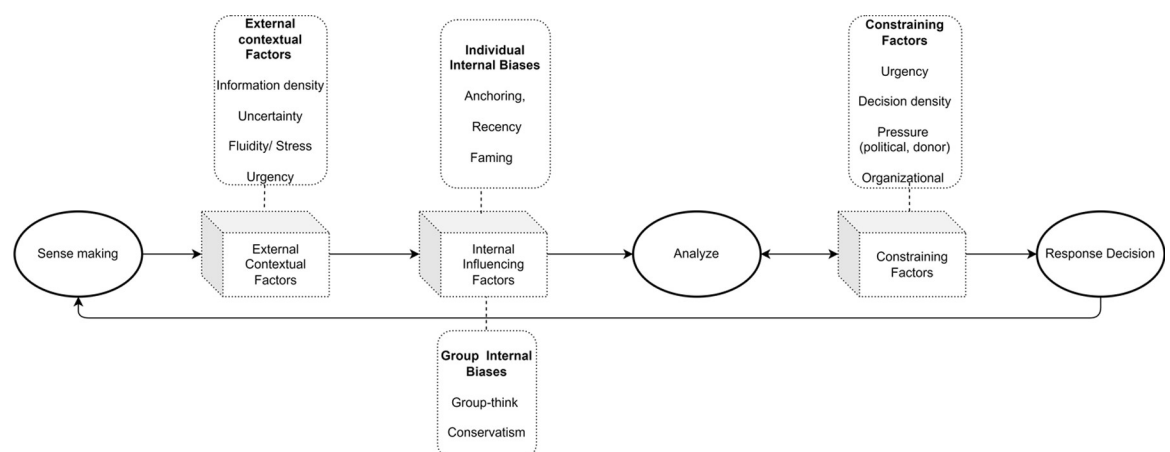 External
contextual
Factors
Information density
Uncertainty
Fluidity/ Stress
Urgency
Individual
Internal Biases
Anchoring,
Recency
Faming
Constraining
Factors
Urgency
Decision density
Pressure
(political, donor)
Organizational
Sense making
External
Contextual
Factors
Internal
Influencing
Factors
Analyze
Constraining
Factors
Response Decision
Group Internal
Biases
Group-think
Conservatism